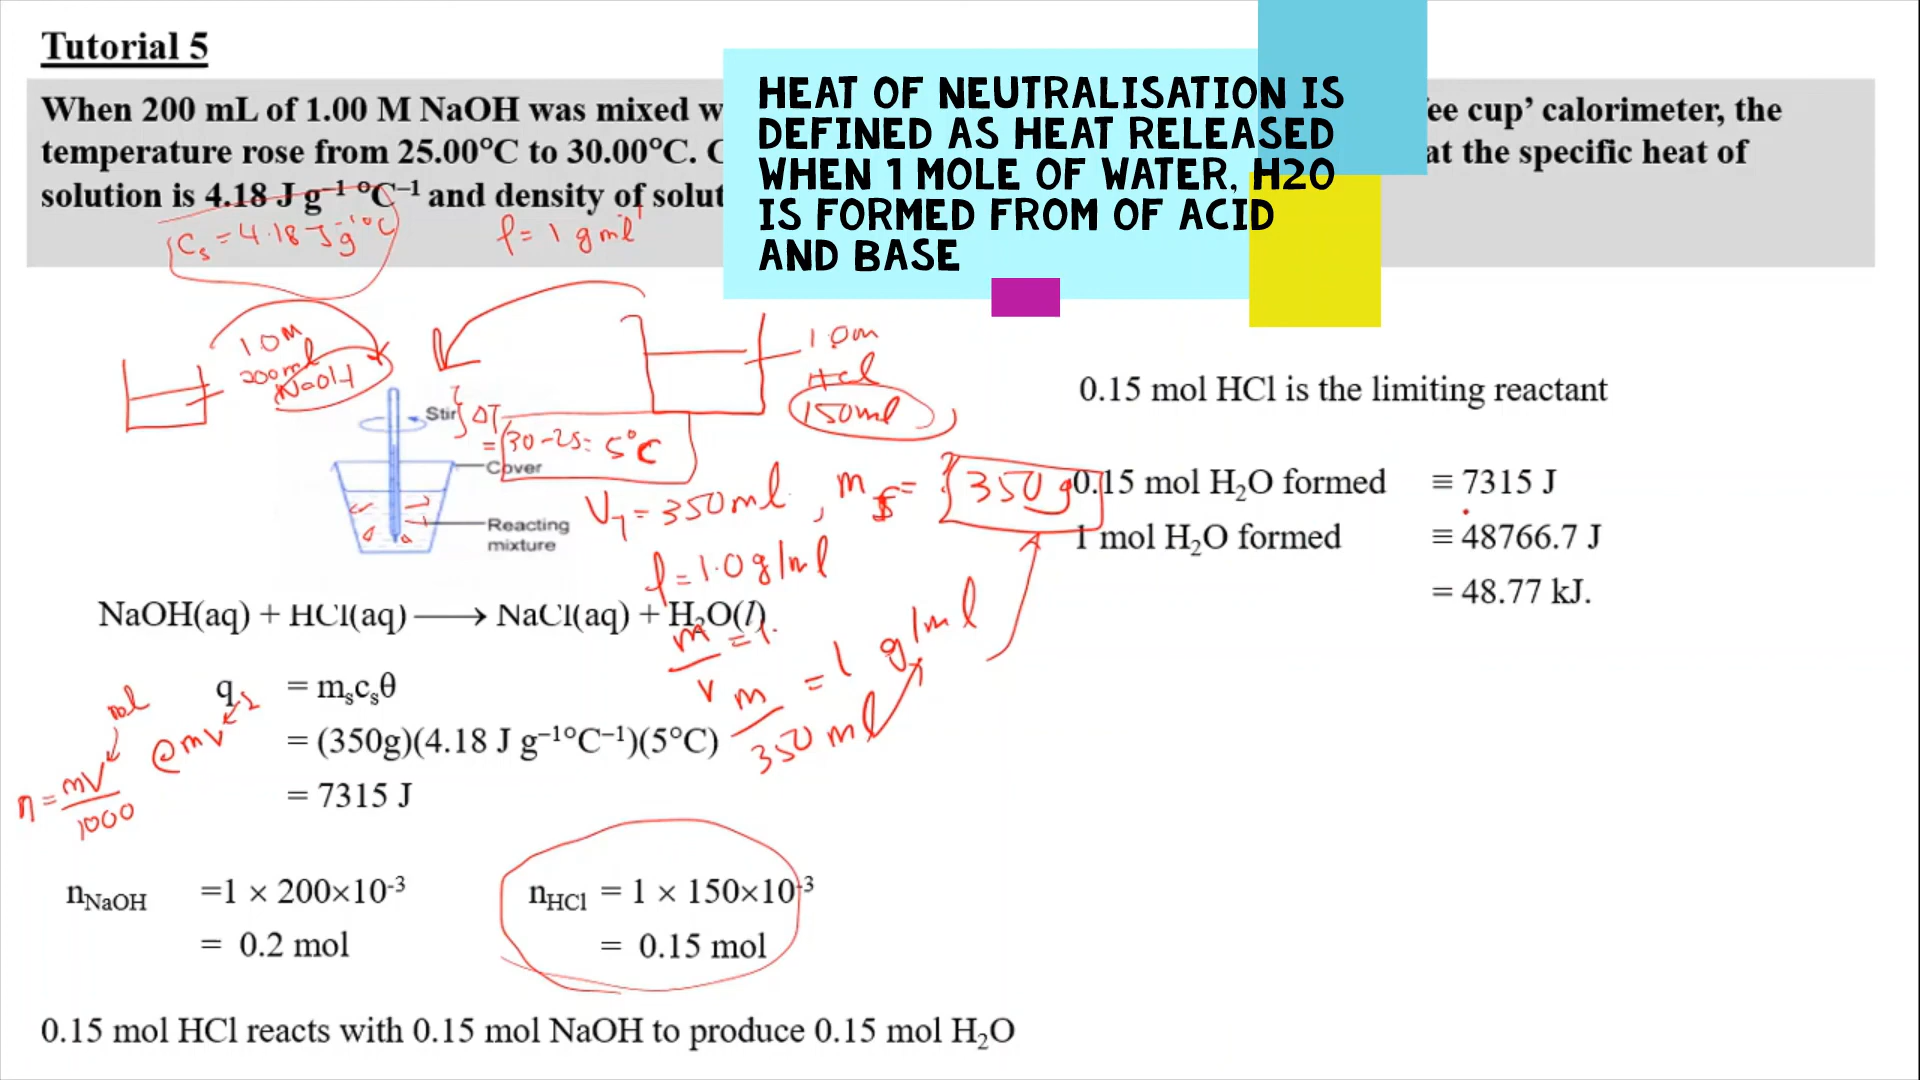 Tutorial 5
When 200 mL of 1.00 M NaOH was mixed w
ee cup’ calorimeter, the
temperature rose from 25.00°C to 30.00°C. C
at the specific heat of
solution is 4.18 J g⁻¹ °C⁻¹ and density of solut
HEAT OF NEUTRALISATION IS
DEFINED AS HEAT RELEASED
WHEN 1 MOLE OF WATER, H2O
IS FORMED FROM OF ACID
AND BASE
Cs = 4.18 J g⁻¹°C
ρ = 1 g ml⁻¹
1.0M
200ml
NaOH
1.0m
HCl
150ml
Stir
ΔT
= 30-25= 5°C
Cover
Reacting
mixture
V_T = 350ml, m_s = 350g
ρ = 1.0g/ml
m/v = 1.
m/350 ml = 1 g/ml
NaOH(aq) + HCl(aq) ⟶ NaCl(aq) + H₂O(l)
qₛ = mₛcₛθ
= (350g)(4.18 J g⁻¹°C⁻¹)(5°C)
= 7315 J
mol
n = mV/1000 @ mv
n_NaOH =1 × 200×10⁻³
= 0.2 mol
n_HCl = 1 × 150×10⁻³
= 0.15 mol
0.15 mol HCl reacts with 0.15 mol NaOH to produce 0.15 mol H₂O
0.15 mol HCl is the limiting reactant
0.15 mol H₂O formed ≡ 7315 J
1 mol H₂O formed ≡ 48766.7 J
= 48.77 kJ.